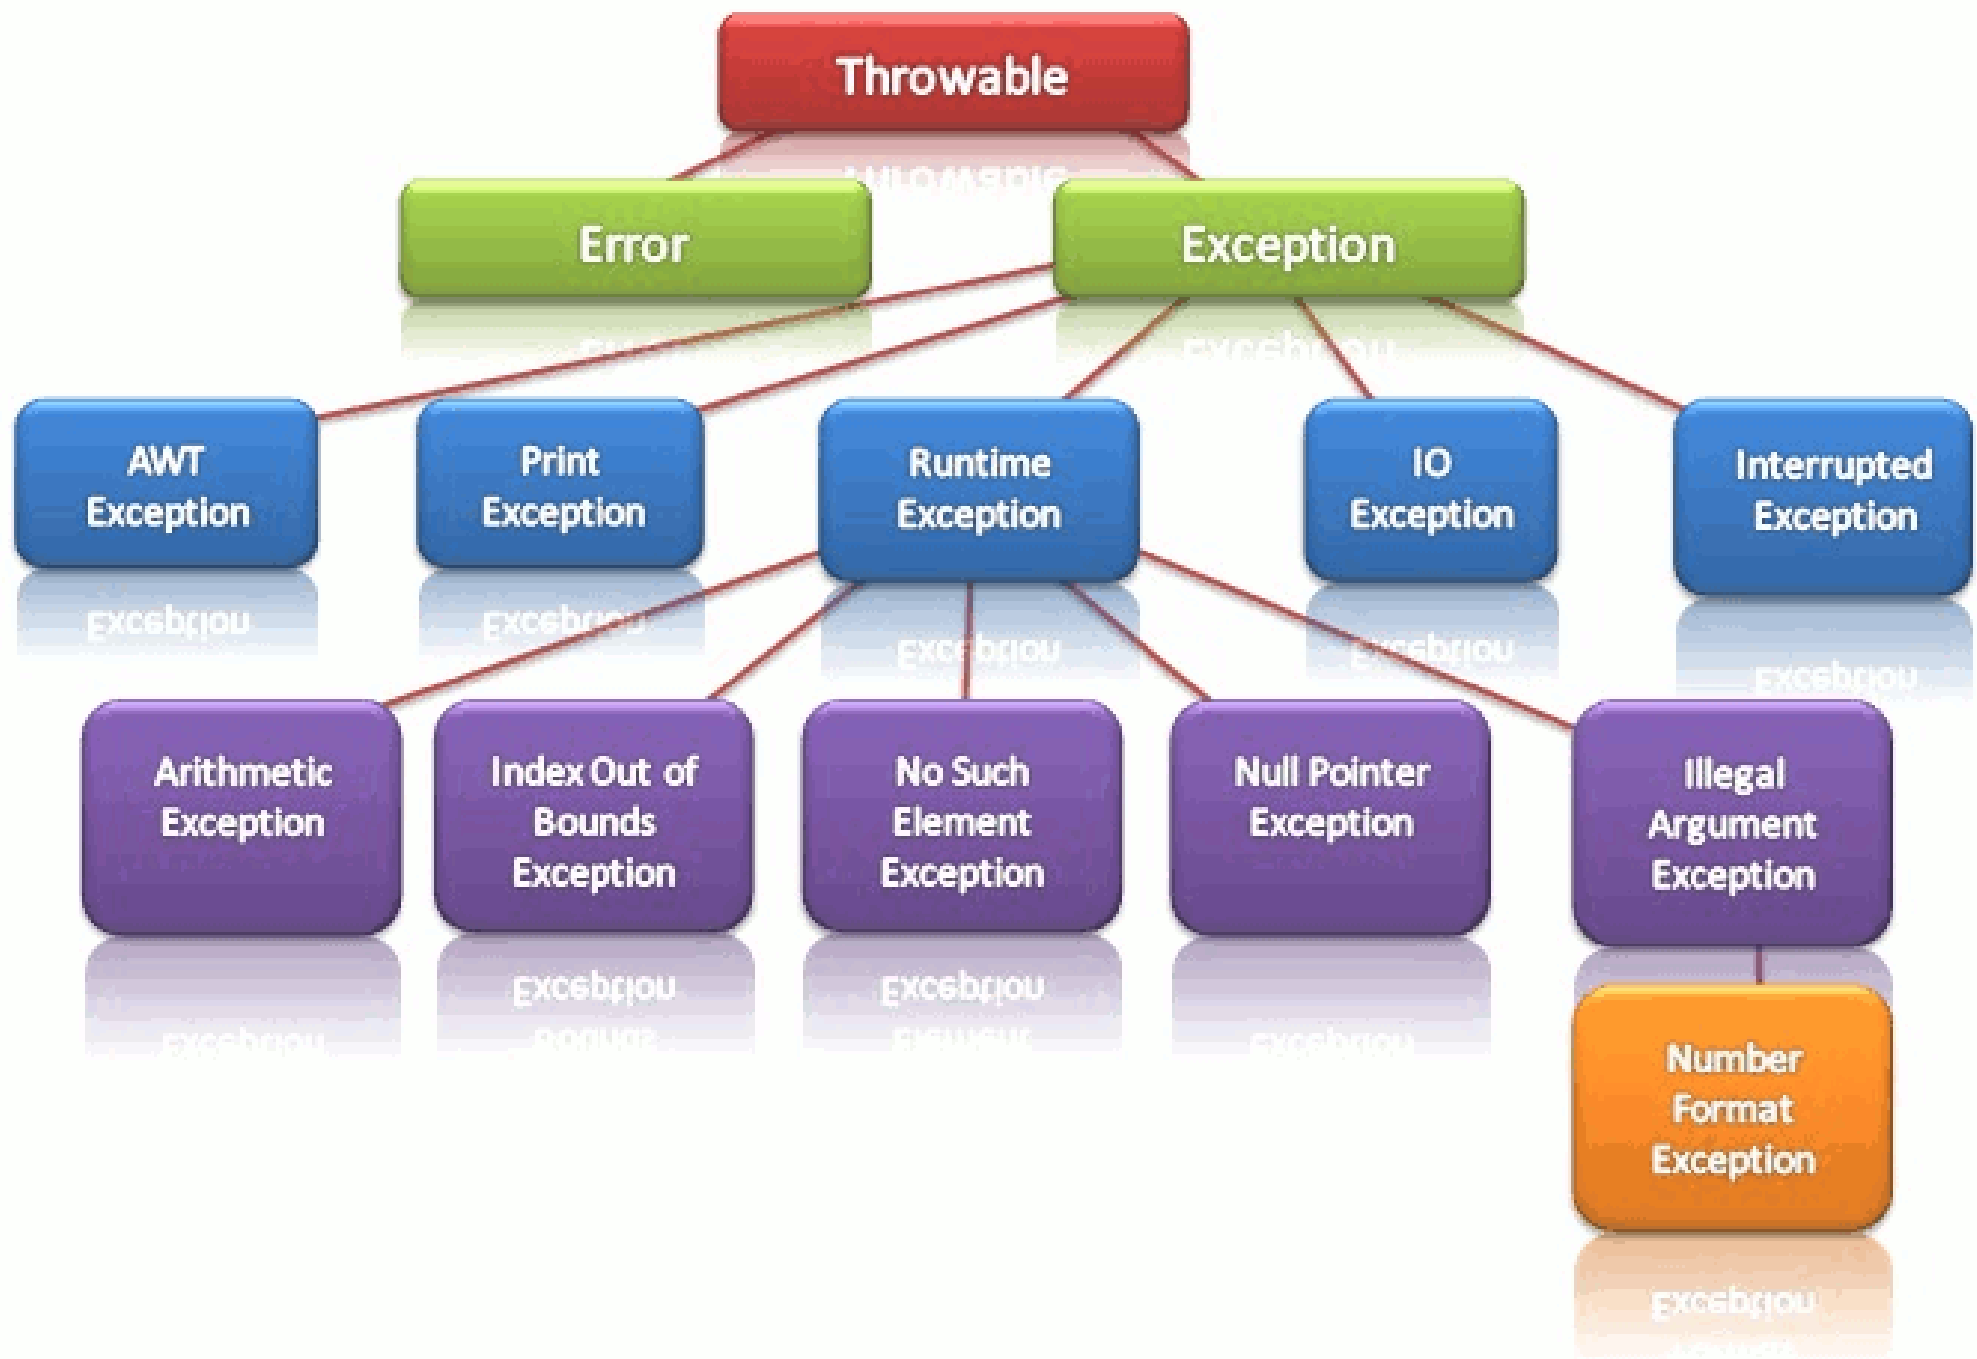 Throwable
Error
Exception
AWT
Exception
Print
Exception
Runtime
Exception
IO
Exception
Interrupted
Exception
Arithmetic
Exception
Index Out of
Bounds
Exception
No Such
Element
Exception
Null Pointer
Exception
Illegal
Argument
Exception
Number
Format
Exception